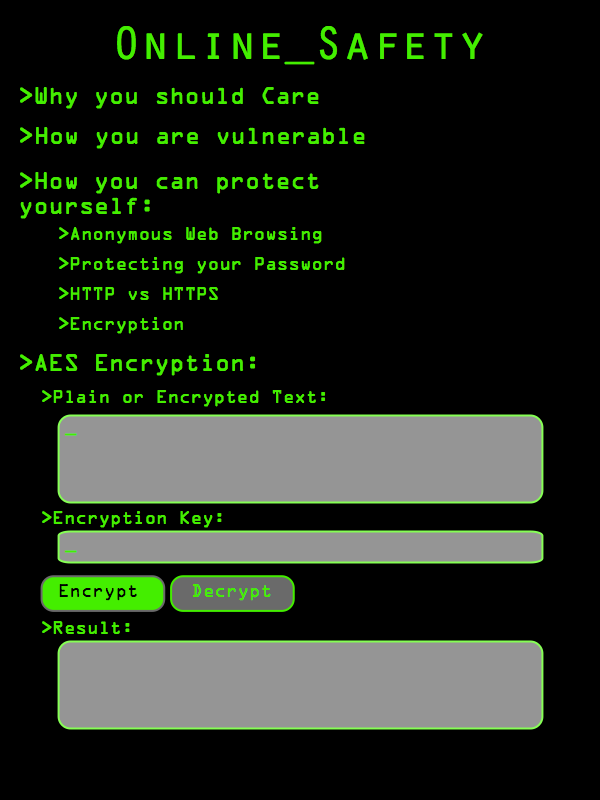 Online_Safety
>Why you should Care
>How you are vulnerable
>How you can protect
yourself:
>Anonymous Web Browsing
>Protecting your Password
>HTTP vs HTTPS
>Encryption
>AES Encryption:
>Plain or Encrypted Text:
_
>Encryption Key:
_
Encrypt Decrypt
>Result: